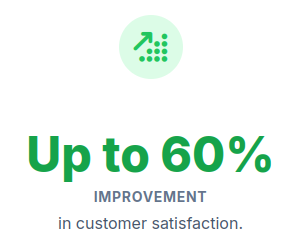 Up to 60%
IMPROVEMENT
in customer satisfaction.